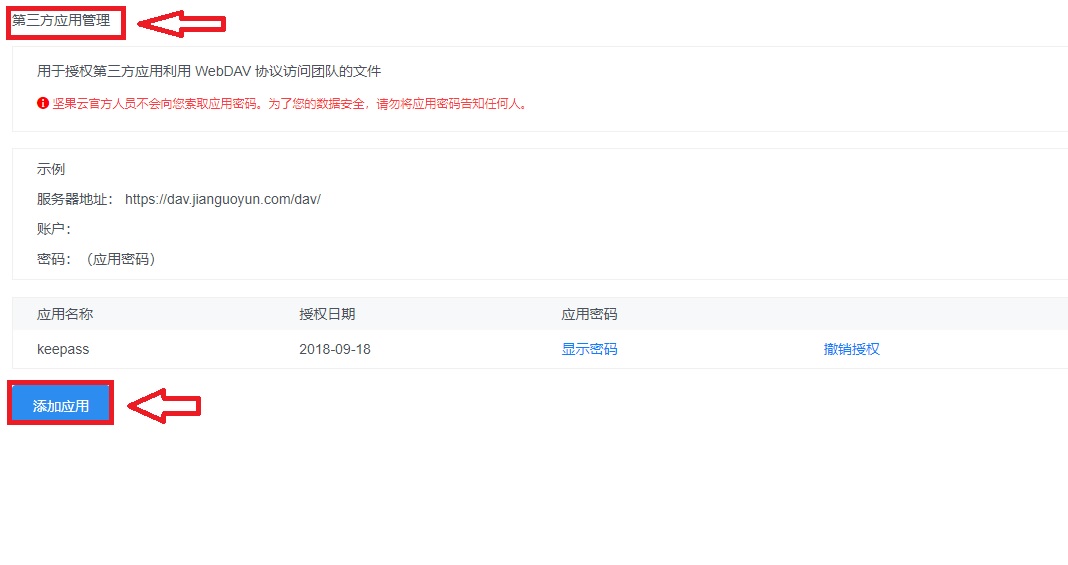 第三方应用管理
用于授权第三方应用利用 WebDAV 协议访问团队的文件
坚果云官方人员不会向您索取应用密码。为了您的数据安全，请勿将应用密码告知任何人。
示例
服务器地址： https://dav.jianguoyun.com/dav/
账户：
密码：（应用密码）
应用名称 授权日期 应用密码
keepass 2018-09-18 显示密码 撤销授权
添加应用